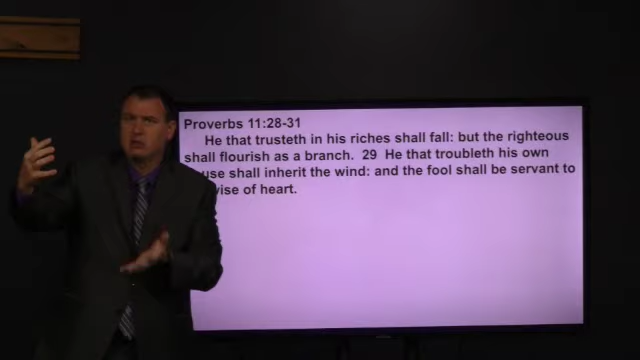 Proverbs 11:28-31
He that trusteth in his riches shall fall: but the righteous
shall flourish as a branch. 29 He that troubleth his own
use shall inherit the wind: and the fool shall be servant to
wise of heart.